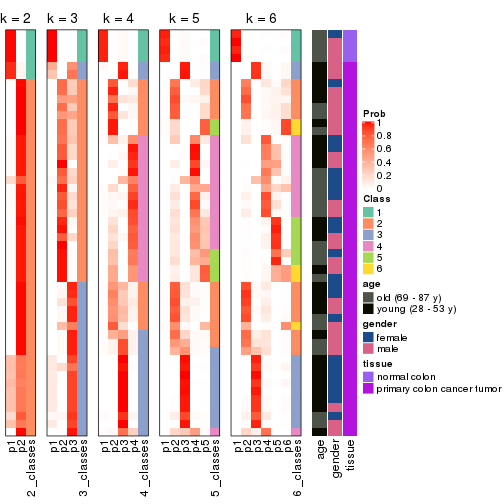 k = 2
k = 3
k = 4
k = 5
k = 6
p1
p2
2_classes
p1
p2
p3
3_classes
p1
p2
p3
p4
4_classes
p1
p2
p3
p4
p5
5_classes
p1
p2
p3
p4
p5
p6
6_classes
age
gender
tissue
Prob
1
0.8
0.6
0.4
0.2
0
Class
1
2
3
4
5
6
age
old (69 - 87 y)
young (28 - 53 y)
gender
female
male
tissue
normal colon
primary colon cancer tumor